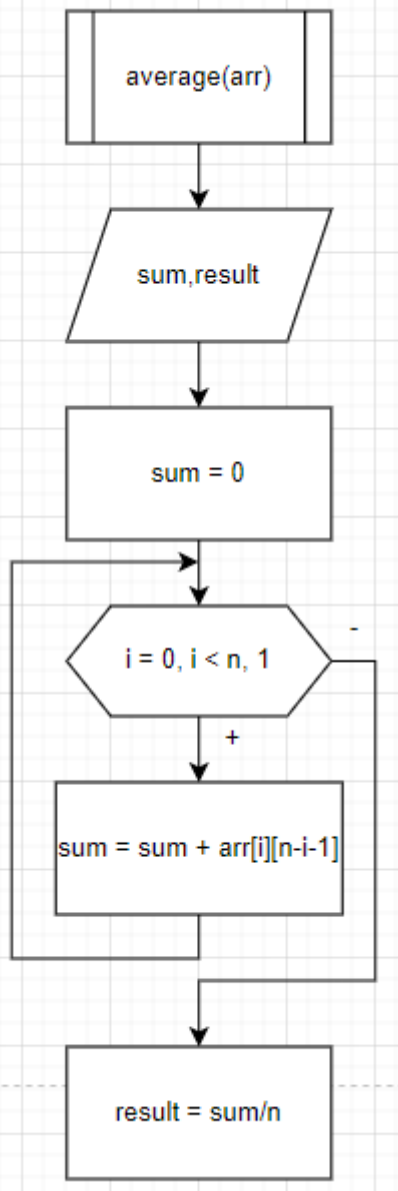 average(arr)
sum,result
sum = 0
-
i = 0, i < n, 1
+
sum = sum + arr[i][n-i-1]
result = sum/n